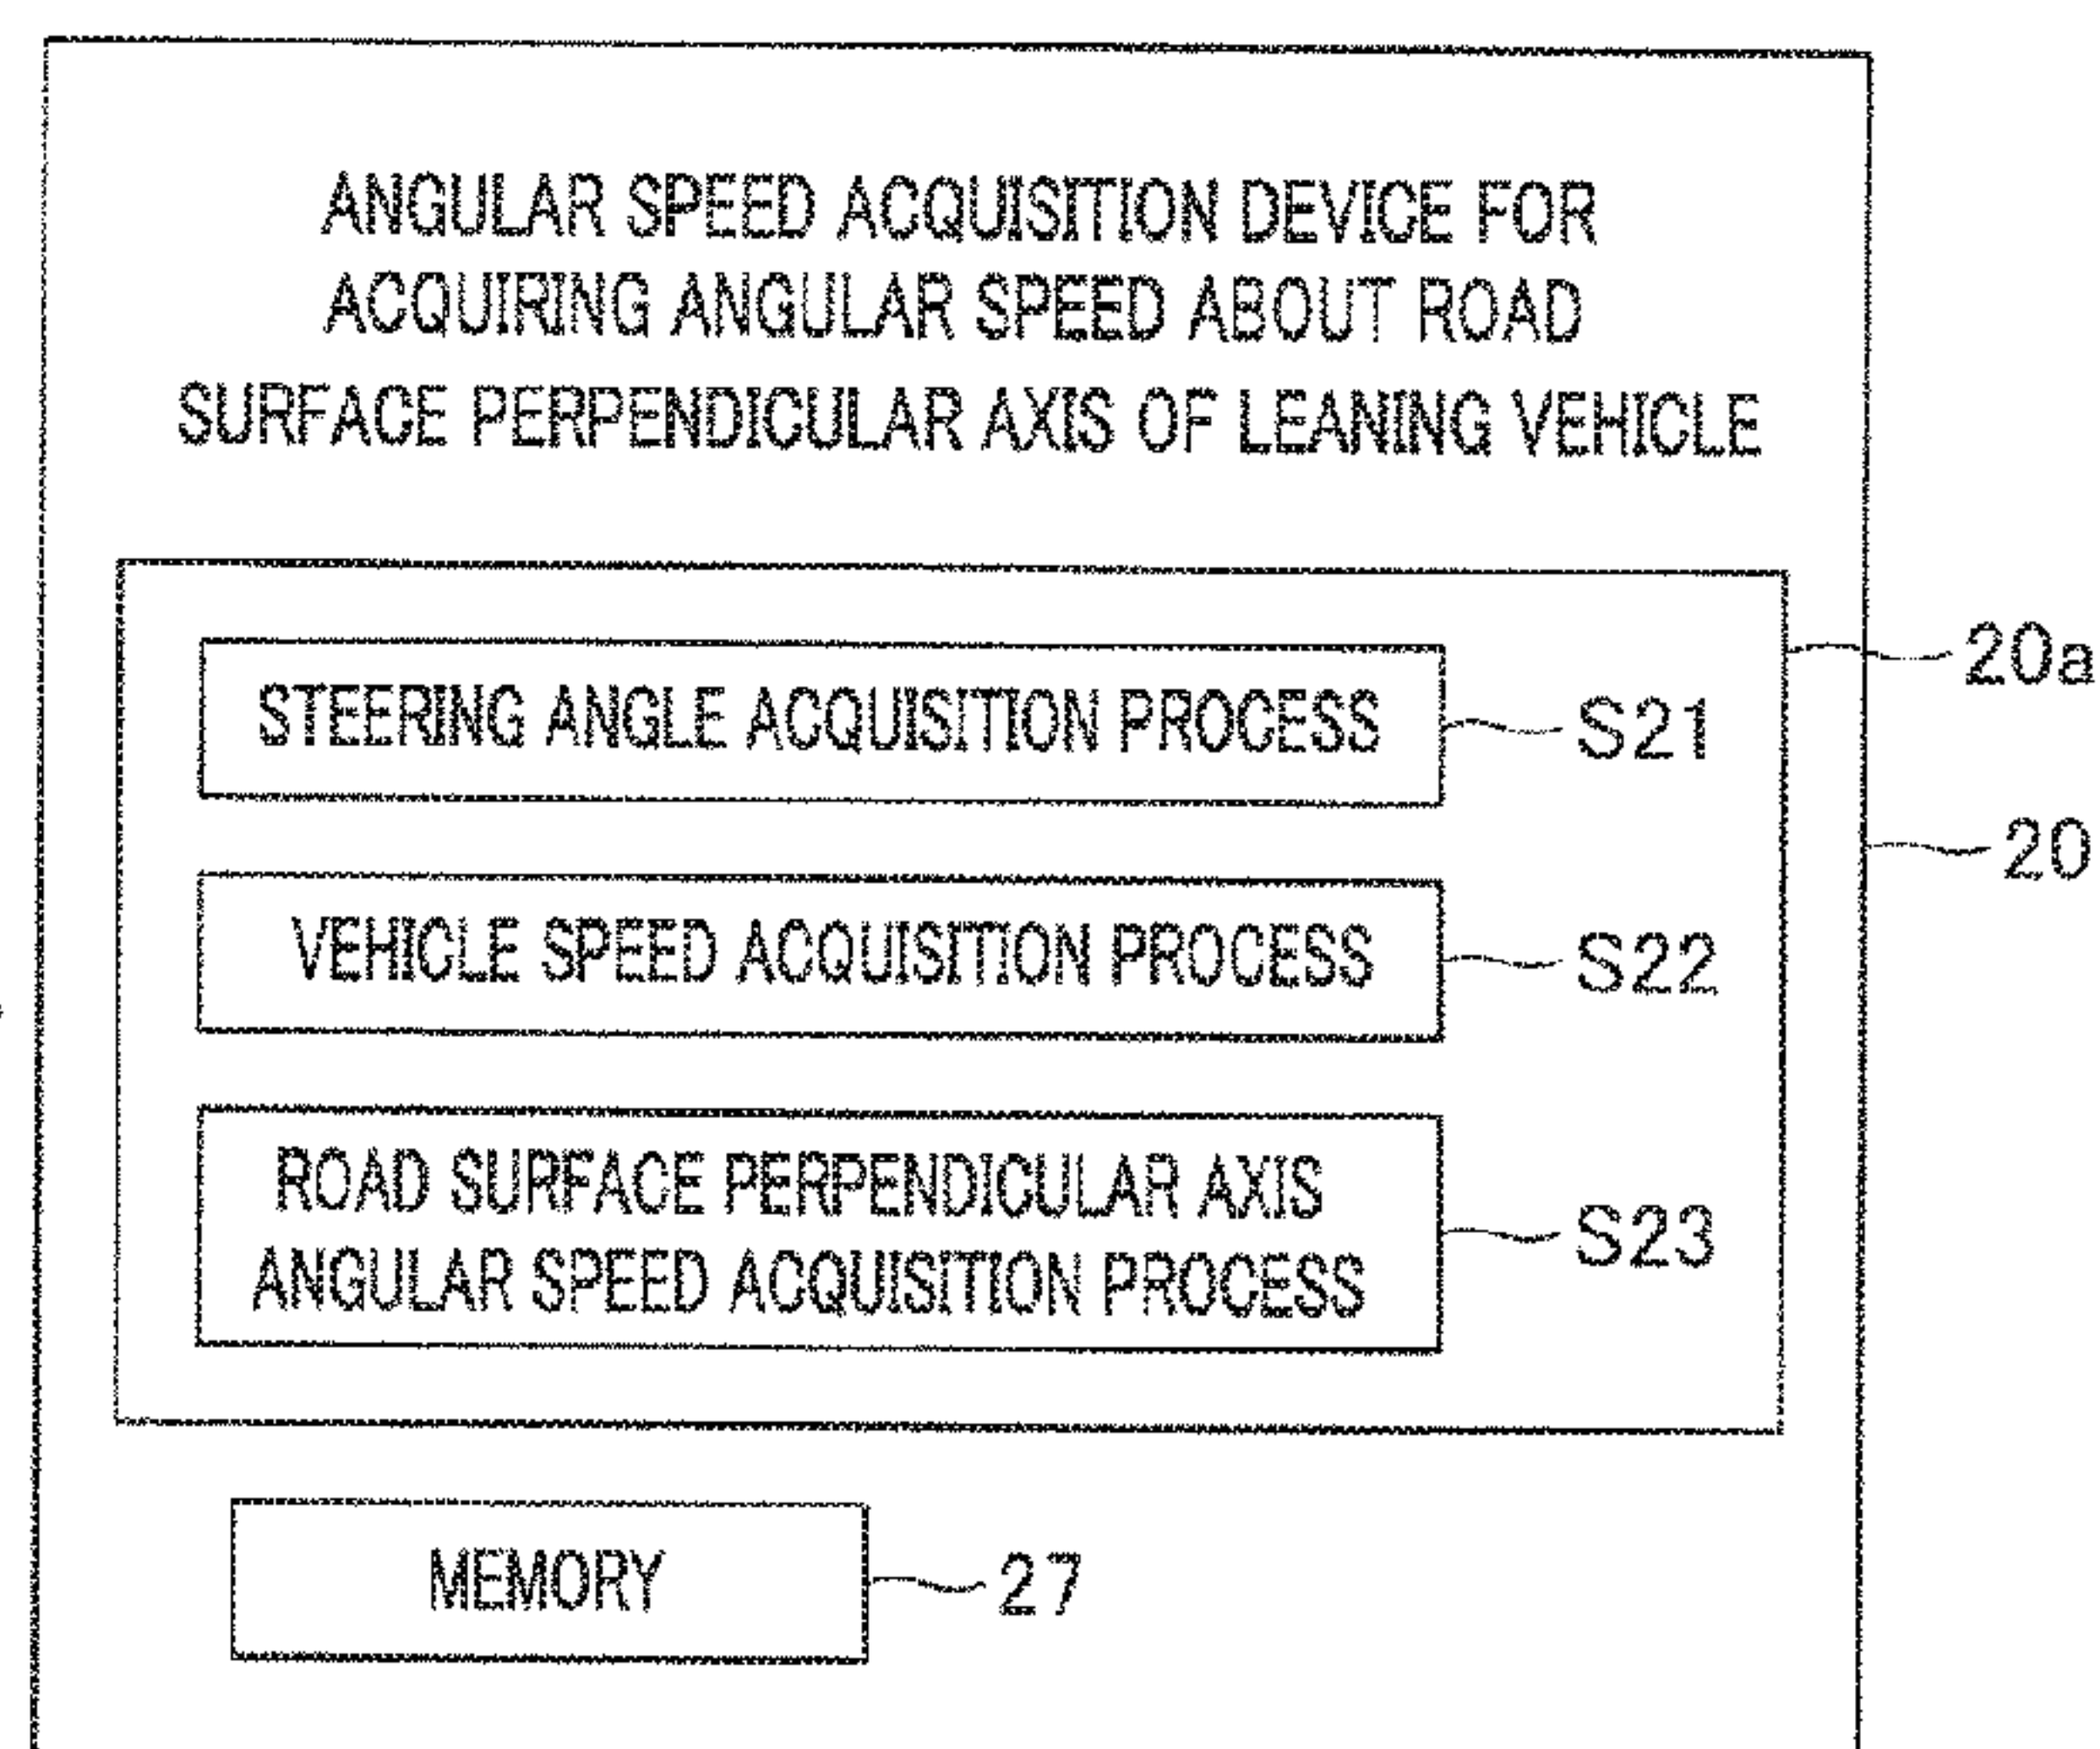 ANGULAR SPEED ACQUISITION DEVICE FOR
ACQUIRING ANGULAR SPEED ABOUT ROAD
SURFACE PERPENDICULAR AXIS OF LEANING VEHICLE
20a
STEERING ANGLE ACQUISITION PROCESS
S21
20
VEHICLE SPEED ACQUISITION PROCESS
S22
ROAD SURFACE PERPENDICULAR AXIS
ANGULAR SPEED ACQUISITION PROCESS
S23
MEMORY
27